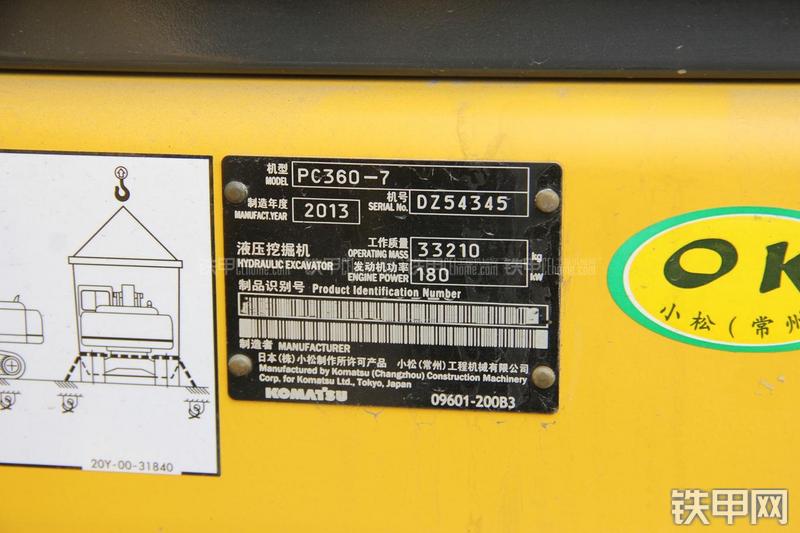 机型
MODEL PC360-7
制造年度
MANUFACT.YEAR 2013
机号
SERIAL No. DZ54345
液压挖掘机
HYDRAULIC EXCAVATOR
工作质量
OPERATING MASS 33210 kg
发动机功率
ENGINE POWER 180 kW
制品识别号 Product Identification Number
制造者 MANUFACTURER
日本(株)小松制作所许可产品 小松(常州)工程机械有限公司
Manufactured by Komatsu (Changzhou) Construction Machinery
Corp. for Komatsu Ltd., Tokyo, Japan
KOMATSU 09601-200B3
20Y-00-31840
OK
小松(常州
铁甲网